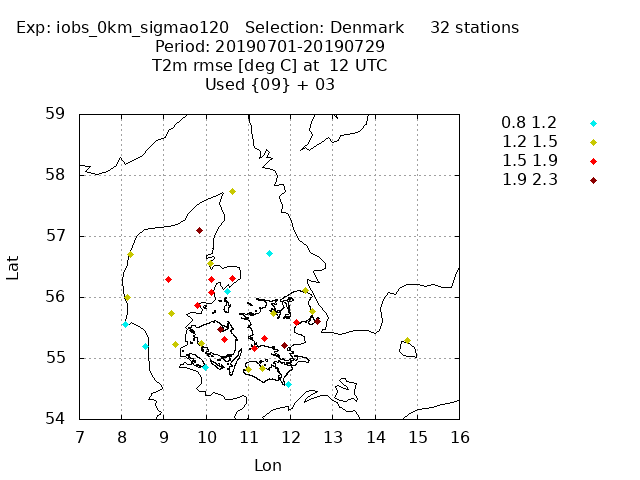 Exp: iobs_0km_sigmao120 Selection: Denmark 32 stations
Period: 20190701-20190729
T2m rmse [deg C] at 12 UTC
Used {09} + 03
0.8 1.2
1.2 1.5
1.5 1.9
1.9 2.3
59
58
57
56
55
54
Lat
7 8 9 10 11 12 13 14 15 16
Lon